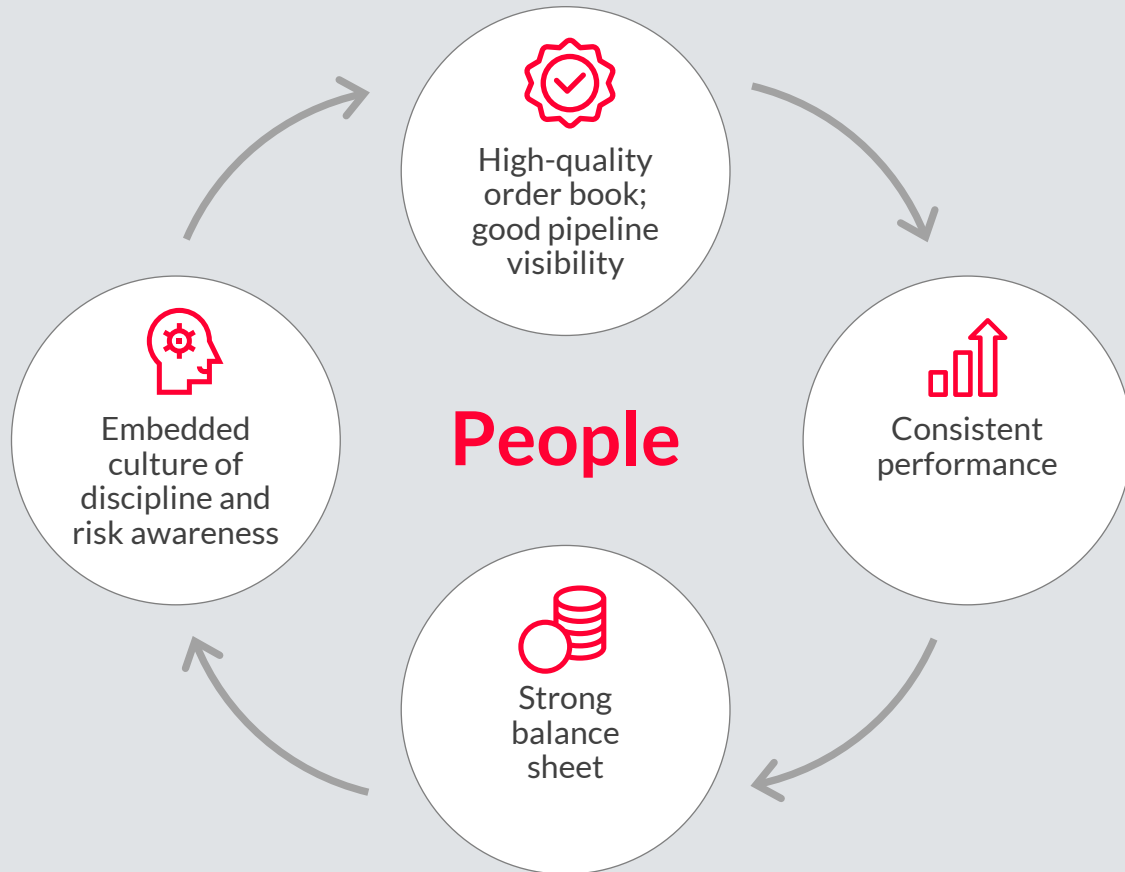 High-quality
order book;
good pipeline
visibility
Embedded
culture of
discipline and
risk awareness
People
Consistent
performance
Strong
balance
sheet